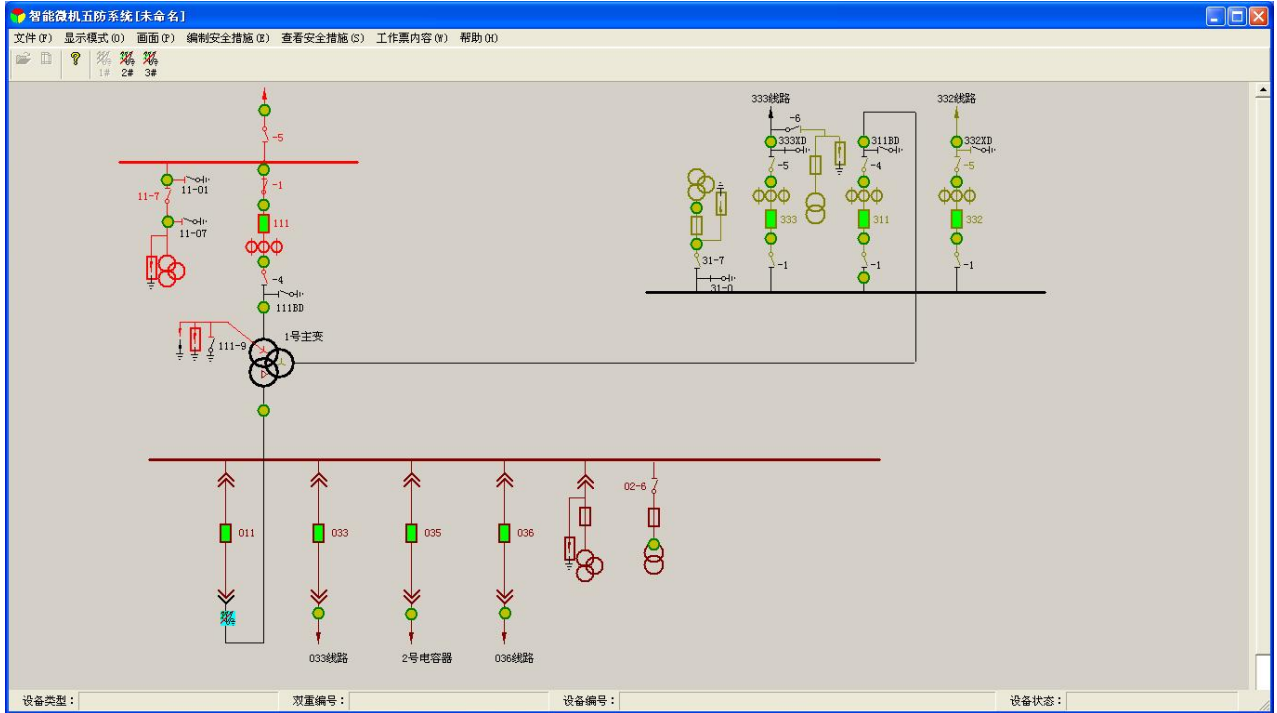 智能微机五防系统[未命名]
文件(F) 显示模式(O) 画面(P) 编制安全措施(E) 查看安全措施(S) 工作票内容(W) 帮助(H)
1# 2# 3#
333线路
332线路
-6
-5
333XD
311BD
332XD
-1
11-01
11-7
-5
-4
-5
111
11-07
333
311
332
31-7
-1
-1
-1
-4
31-0
111BD
1号主变
111-9
02-6
011
033
035
036
033线路
2号电容器
036线路
设备类型：
双重编号：
设备编号：
设备状态：